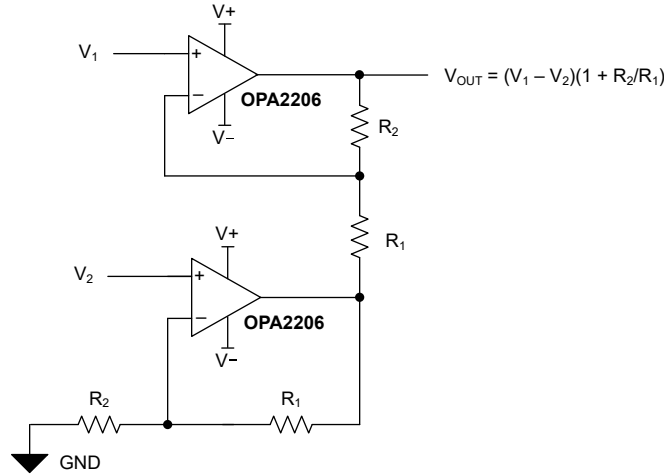 V+
V₁
+
−
OPA2206
V−
V_OUT = (V₁ – V₂)(1 + R₂/R₁)
R₂
R₁
V+
V₂
+
−
OPA2206
V−
R₂
R₁
GND